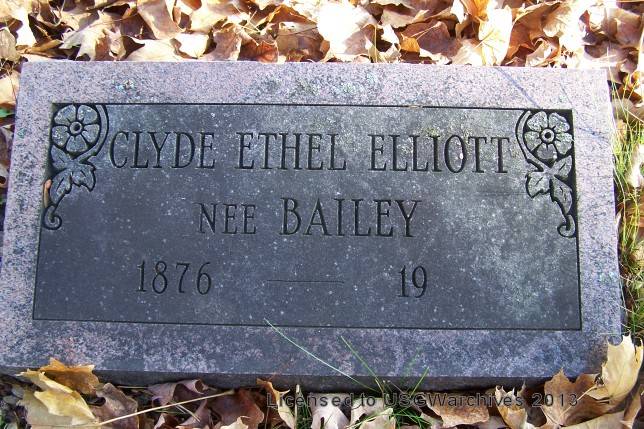 CLYDE ETHEL ELLIOTT
NEE BAILEY
1876 — 19
Licensed to USGWarchives 2013